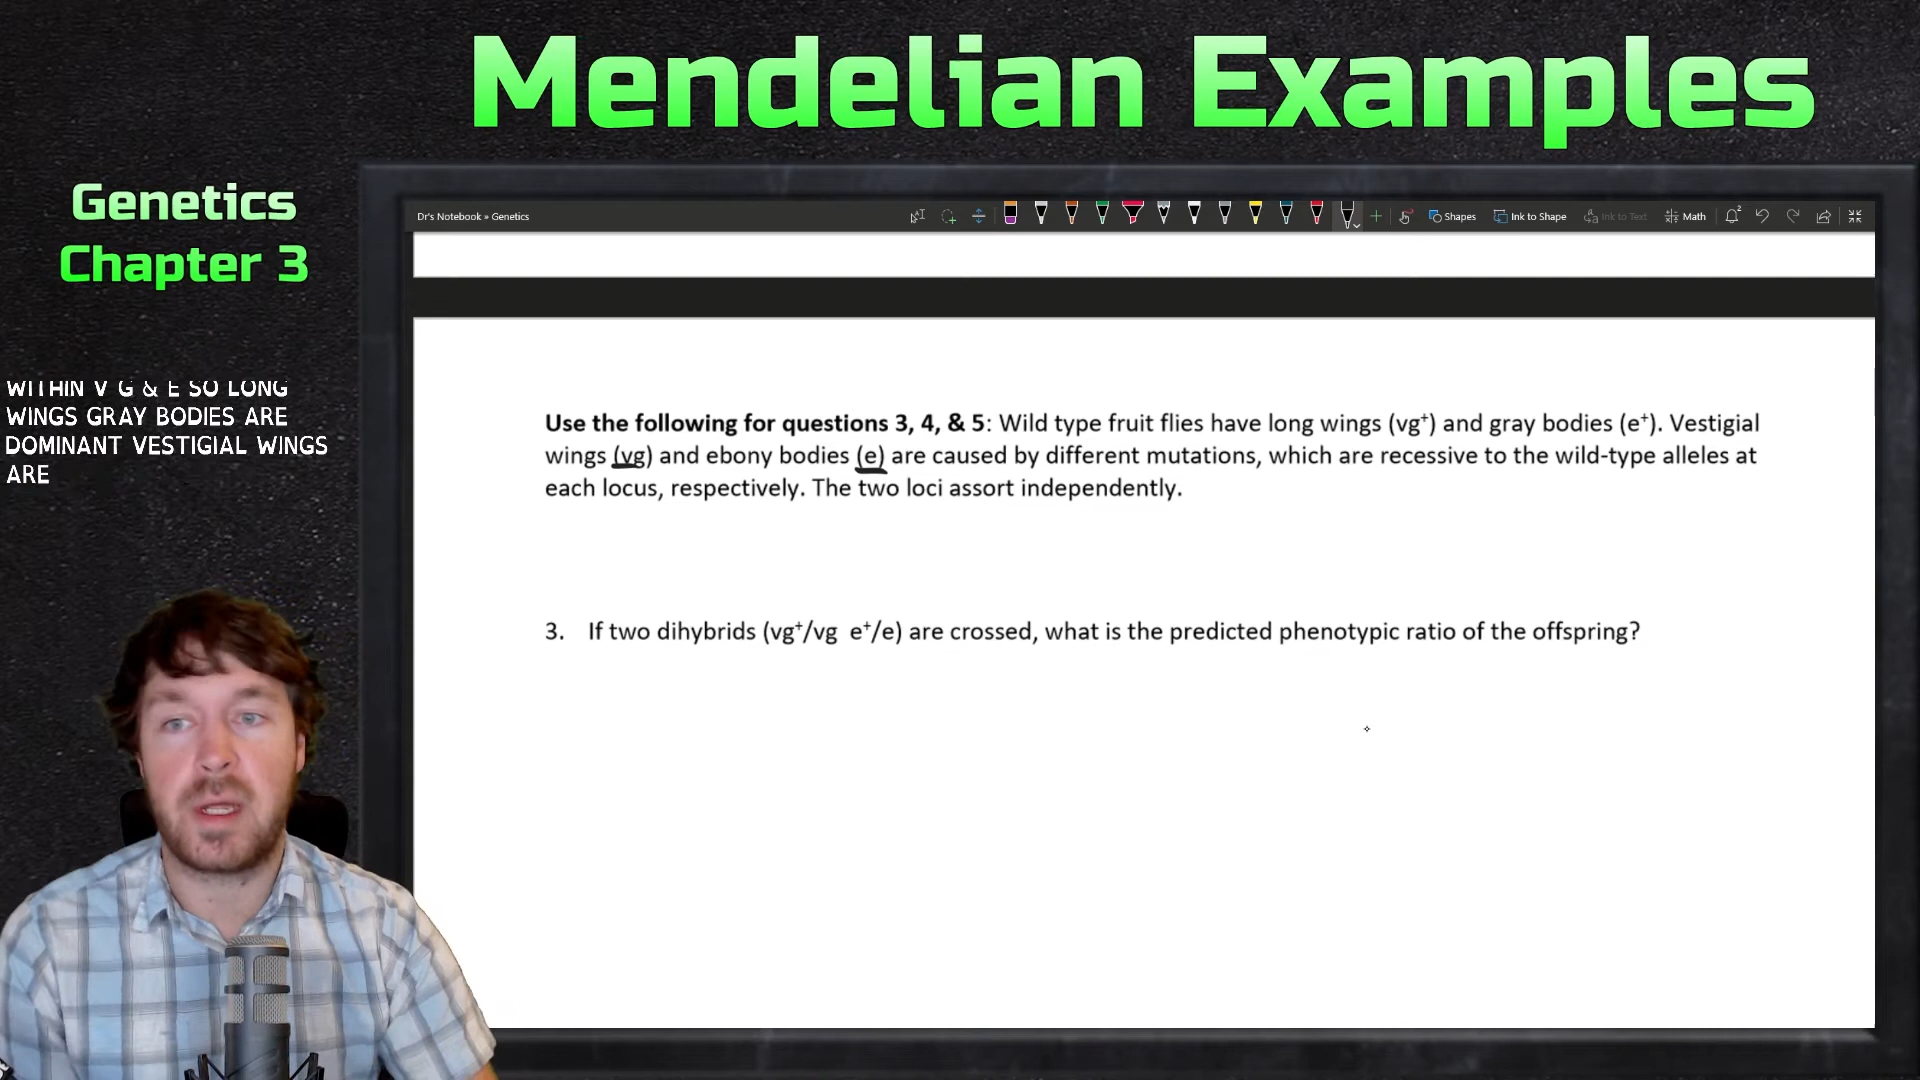 Mendelian Examples
Genetics
Chapter 3
Dr's Notebook » Genetics
Shapes
Ink to Shape
Ink to Text
Math
WITHIN V G & E SO LONG
WINGS GRAY BODIES ARE
DOMINANT VESTIGIAL WINGS
ARE
Use the following for questions 3, 4, & 5: Wild type fruit flies have long wings (vg⁺) and gray bodies (e⁺). Vestigial
wings (vg) and ebony bodies (e) are caused by different mutations, which are recessive to the wild-type alleles at
each locus, respectively. The two loci assort independently.
3. If two dihybrids (vg⁺/vg e⁺/e) are crossed, what is the predicted phenotypic ratio of the offspring?